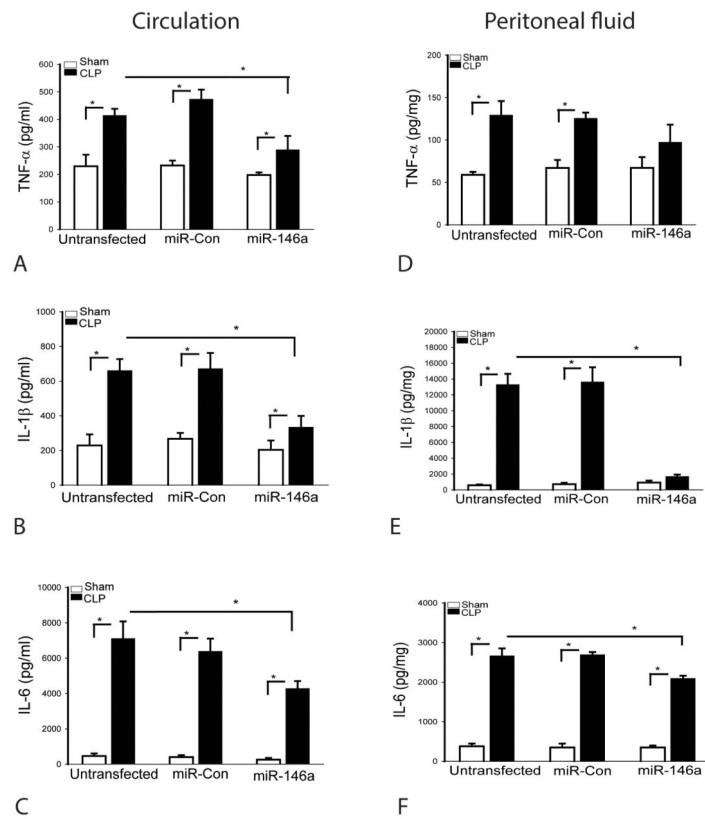 Circulation
Peritoneal fluid
Sham
CLP
TNF-α (pg/ml)
600
500
400
300
200
100
0
*
*
*
*
Untransfected miR-Con miR-146a
A
Sham
CLP
TNF-α (pg/mg)
200
150
100
50
0
*
*
Untransfected miR-Con miR-146a
D
Sham
CLP
IL-1β (pg/ml)
1000
800
600
400
200
0
*
*
*
*
Untransfected miR-Con miR-146a
B
Sham
CLP
IL-1β (pg/mg)
20000
18000
16000
14000
12000
10000
8000
6000
4000
2000
0
*
*
*
Untransfected miR-Con miR-146a
E
Sham
CLP
IL-6 (pg/ml)
10000
8000
6000
4000
2000
0
*
*
*
*
Untransfected miR-Con miR-146a
C
Sham
CLP
IL-6 (pg/mg)
4000
3000
2000
1000
0
*
*
*
*
Untransfected miR-Con miR-146a
F